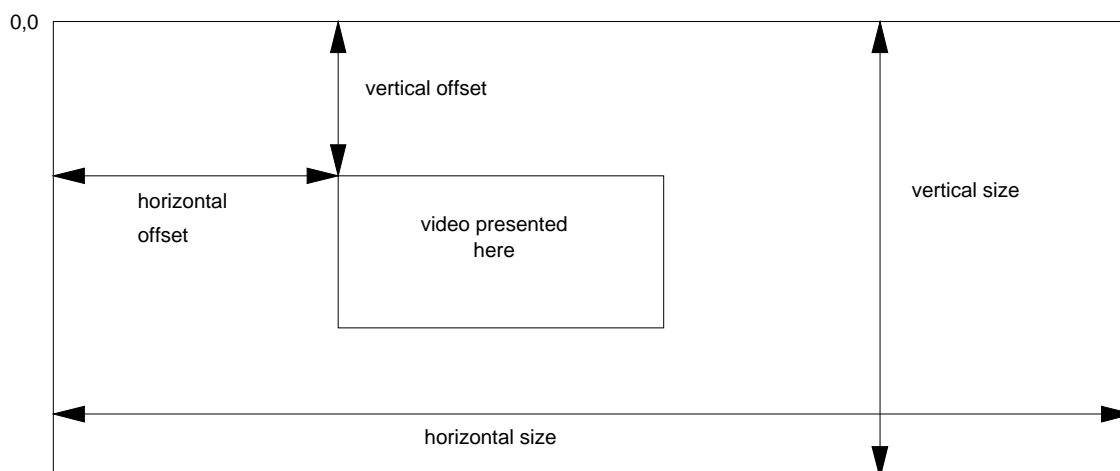 0,0
vertical offset
horizontal
offset
vertical size
video presented
here
horizontal size